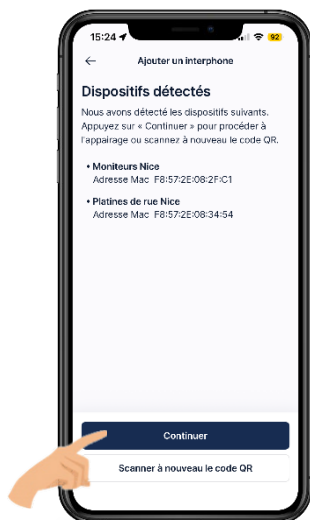 15:24 92
Ajouter un interphone
Dispositifs détectés
Nous avons détecté les dispositifs suivants.
Appuyez sur « Continuer » pour procéder à
l'appairage ou scannez à nouveau le code QR.
• Moniteurs Nice
Adresse Mac F8:57:2E:08:2F:C1
• Platines de rue Nice
Adresse Mac F8:57:2E:08:34:54
Continuer
Scanner à nouveau le code QR